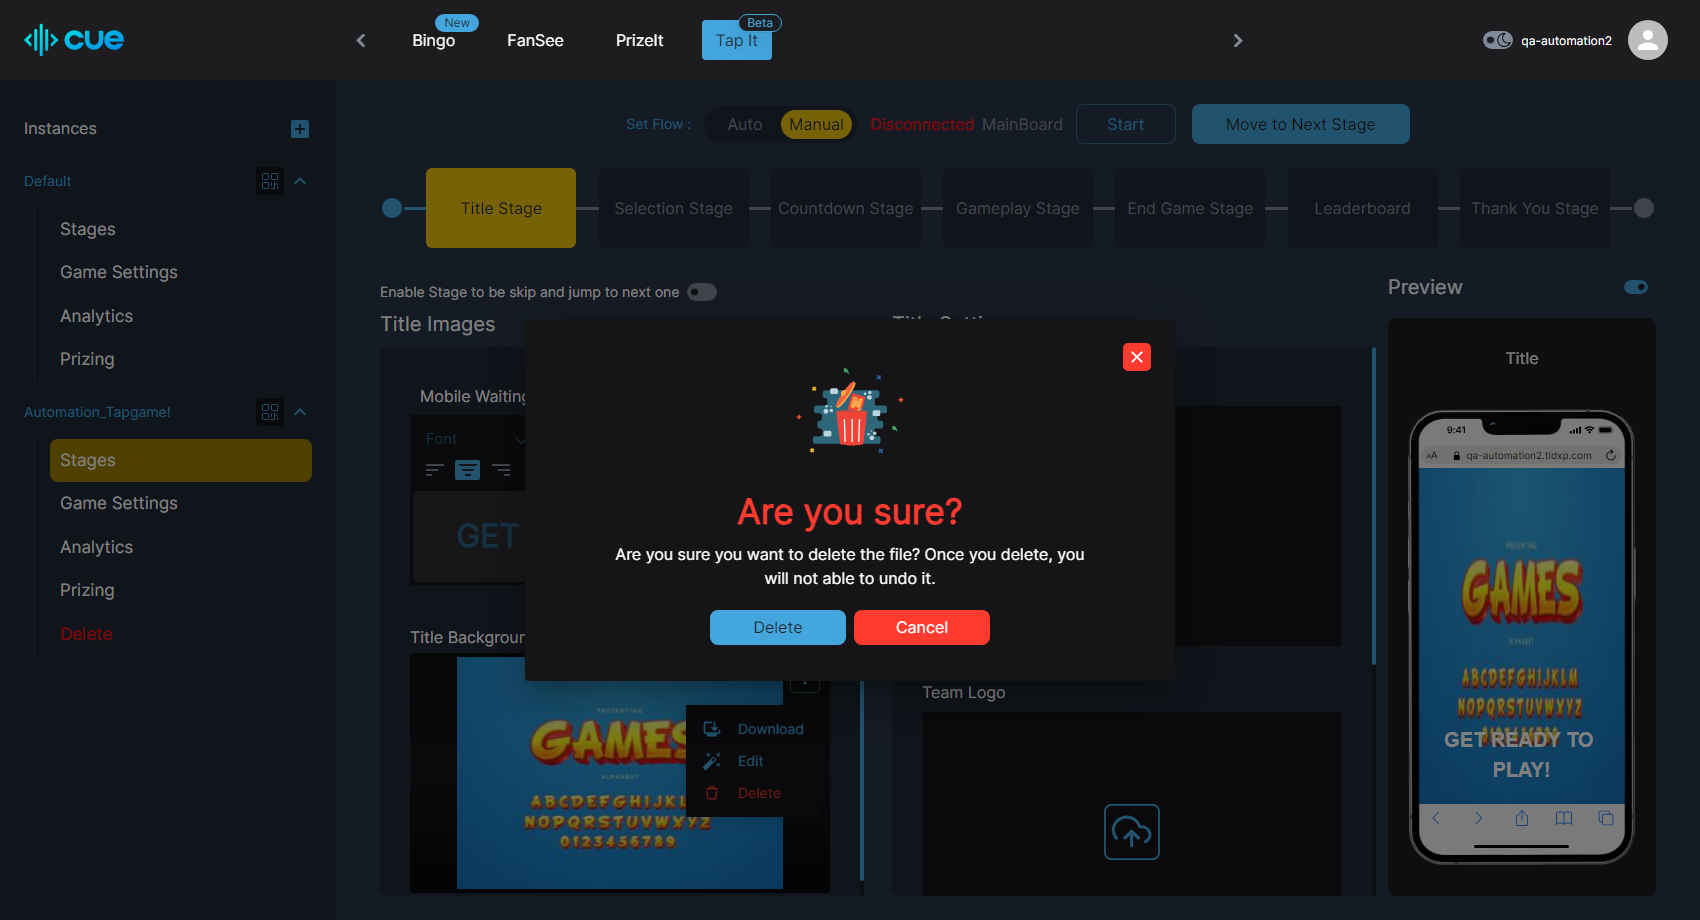 cue
New
Bingo
FanSee
PrizeIt
Beta
Tap It
qa-automation2
Instances
Default
Stages
Game Settings
Analytics
Prizing
Automation_Tapgame!
Stages
Game Settings
Analytics
Prizing
Delete
Set Flow :
Auto
Manual
Disconnected
MainBoard
Start
Move to Next Stage
Title Stage
Selection Stage
Countdown Stage
Gameplay Stage
End Game Stage
Leaderboard
Thank You Stage
Enable Stage to be skip and jump to next one
Title Images
Mobile Waiting
Font
GET
Title Backgroun
PRESENTING
GAMES
ALPHABET
ABCDEFGHIJKL
NOPQRSTUVWXYZ
0123456789
Download
Edit
Delete
Are you sure?
Are you sure you want to delete the file? Once you delete, you
will not able to undo it.
Delete
Cancel
Team Logo
Preview
Title
9:41
AA
qa-automation2.tldxp.com
PRESENTING
GAMES
ALPHABET
ABCDEFGHIJKLM
NOPQRSTUVWXYZ
GET READY TO
PLAY!